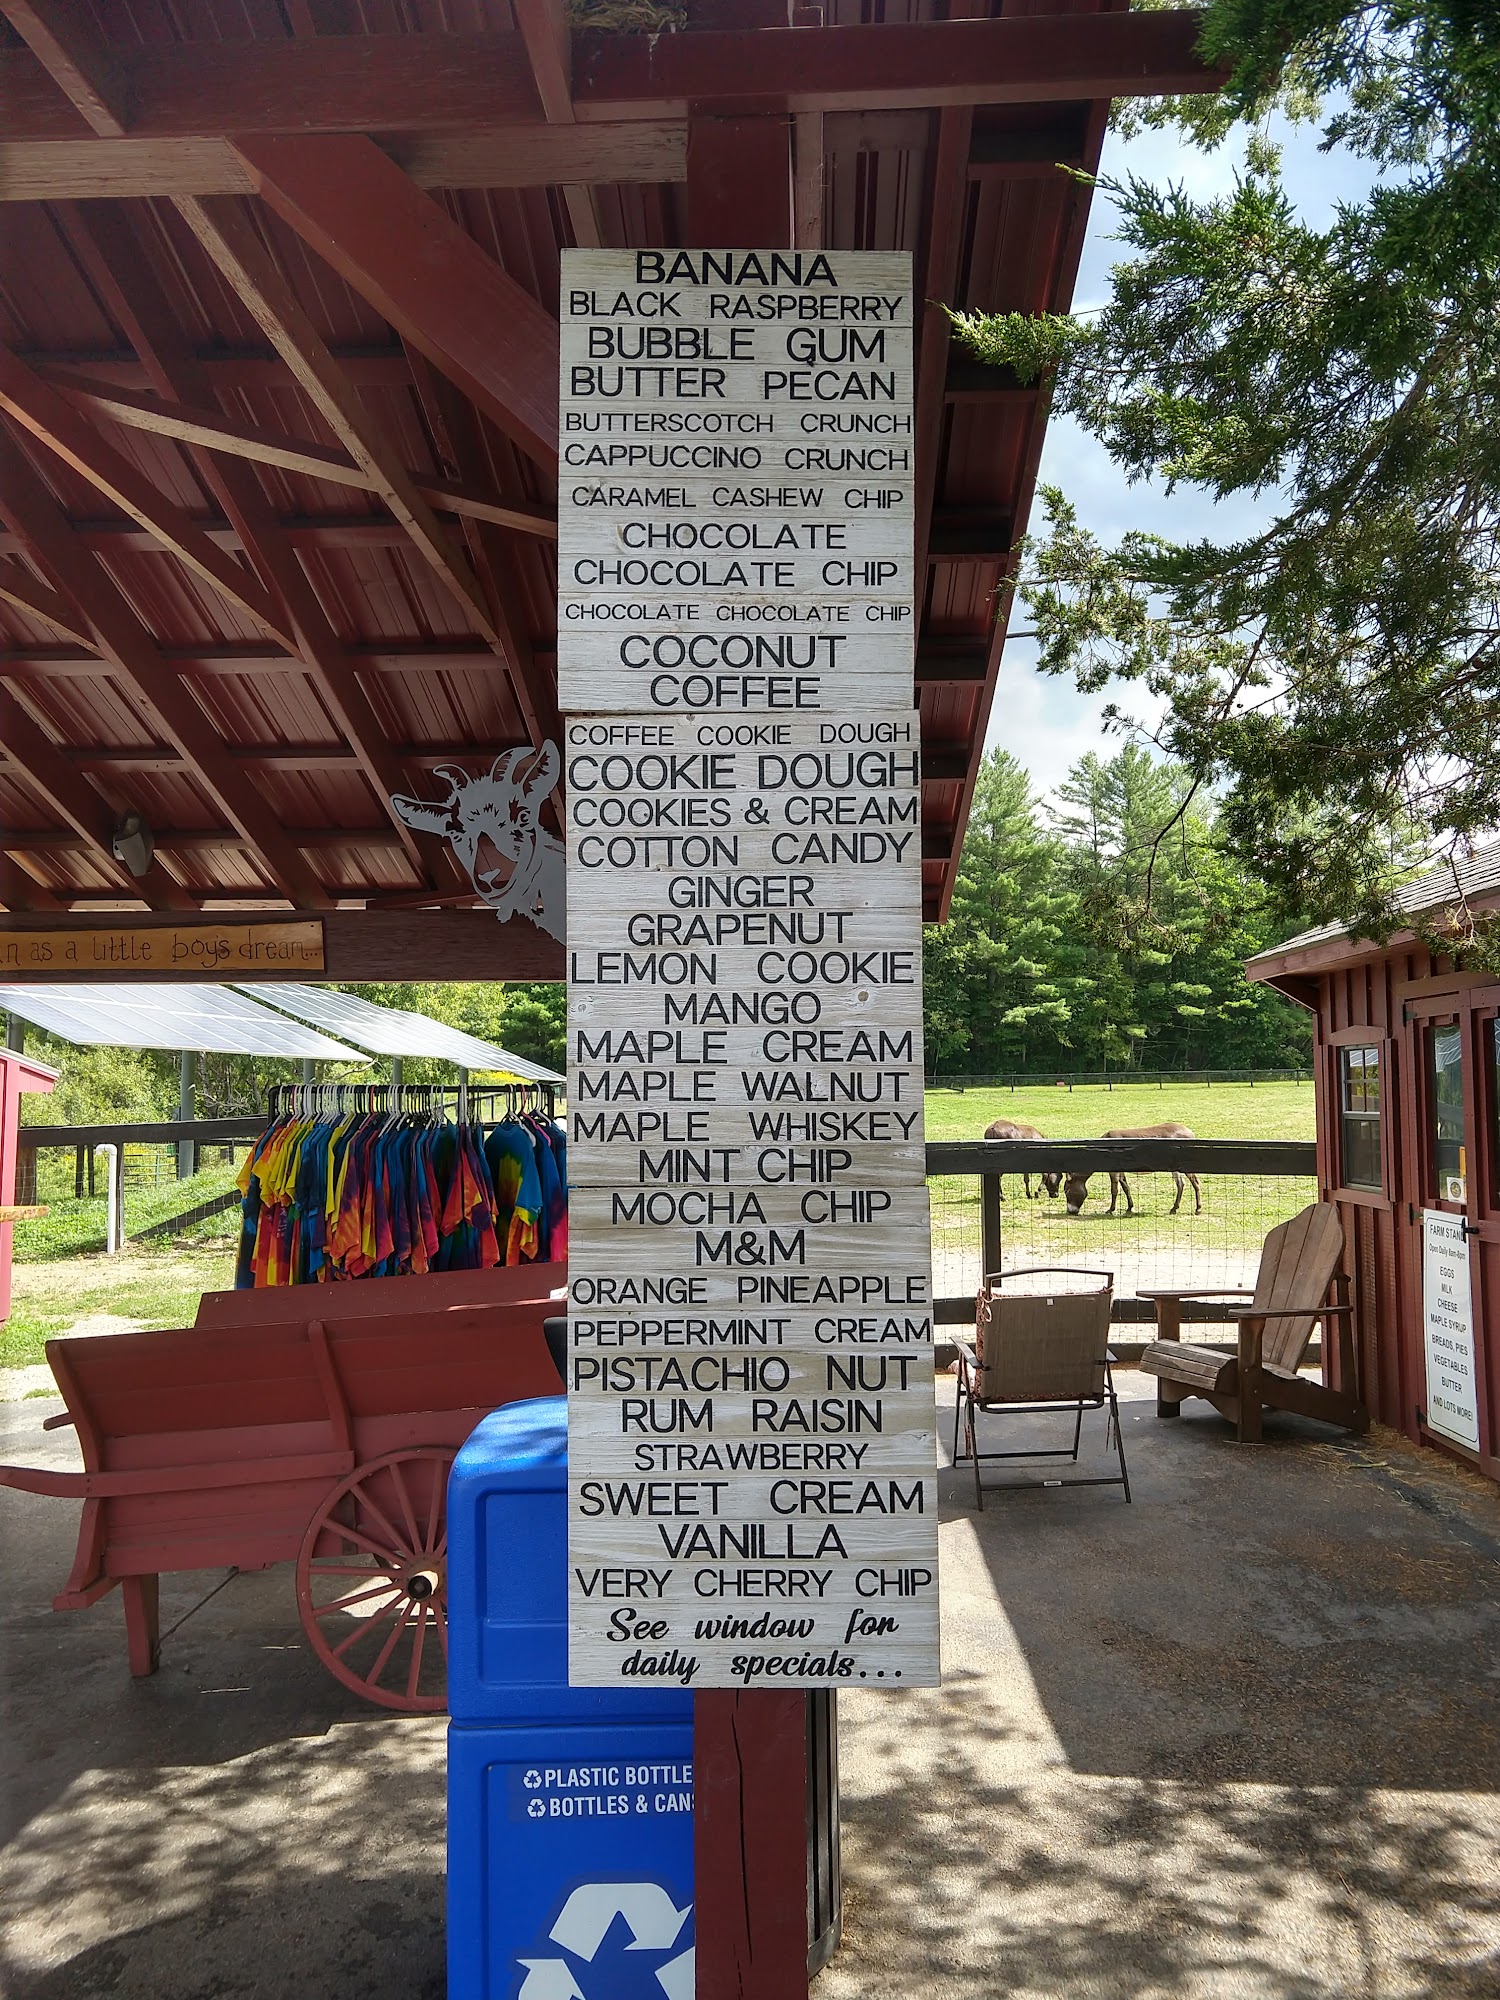 BANANA
BLACK RASPBERRY
BUBBLE GUM
BUTTER PECAN
BUTTERSCOTCH CRUNCH
CAPPUCCINO CRUNCH
CARAMEL CASHEW CHIP
CHOCOLATE
CHOCOLATE CHIP
CHOCOLATE CHOCOLATE CHIP
COCONUT
COFFEE
COFFEE COOKIE DOUGH
COOKIE DOUGH
COOKIES & CREAM
COTTON CANDY
GINGER
GRAPENUT
LEMON COOKIE
MANGO
MAPLE CREAM
MAPLE WALNUT
MAPLE WHISKEY
MINT CHIP
MOCHA CHIP
M&M
ORANGE PINEAPPLE
PEPPERMINT CREAM
PISTACHIO NUT
RUM RAISIN
STRAWBERRY
SWEET CREAM
VANILLA
VERY CHERRY CHIP
See window for
daily specials...
as a little boys dream...
PLASTIC BOTTLE
BOTTLES & CANS
FARM STAND
Open Daily 8am-8pm
EGGS
MILK
CHEESE
MAPLE SYRUP
BREADS, PIES
VEGETABLES
BUTTER
AND LOTS MORE!